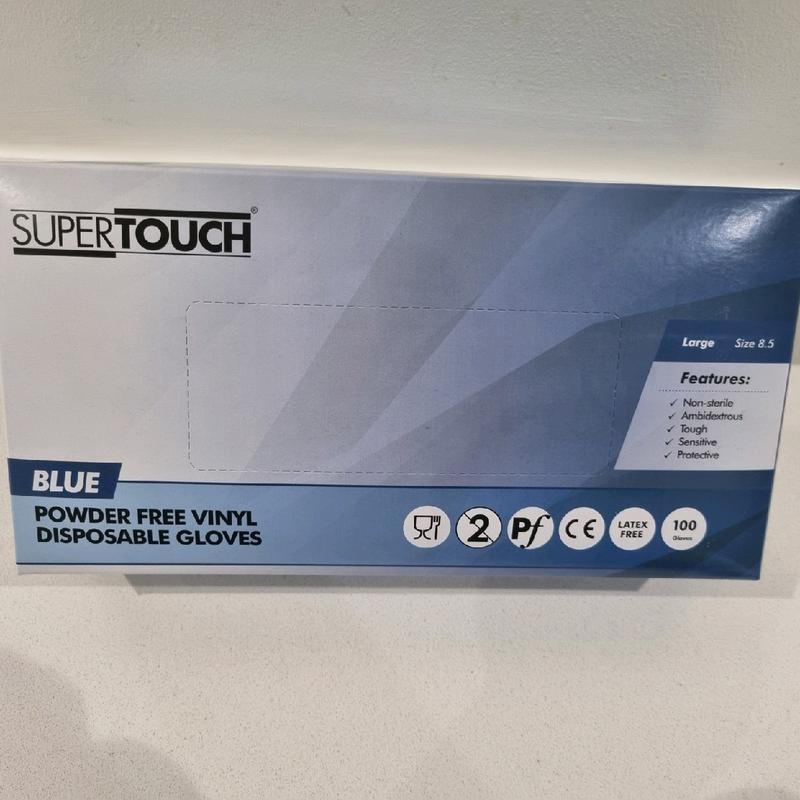 SUPERTOUCH®
Large Size 8.5
Features:
✓ Non-sterile
✓ Ambidextrous
✓ Tough
✓ Sensitive
✓ Protective
BLUE
POWDER FREE VINYL
DISPOSABLE GLOVES
2
Pf
CE
LATEX
FREE
100
Gloves